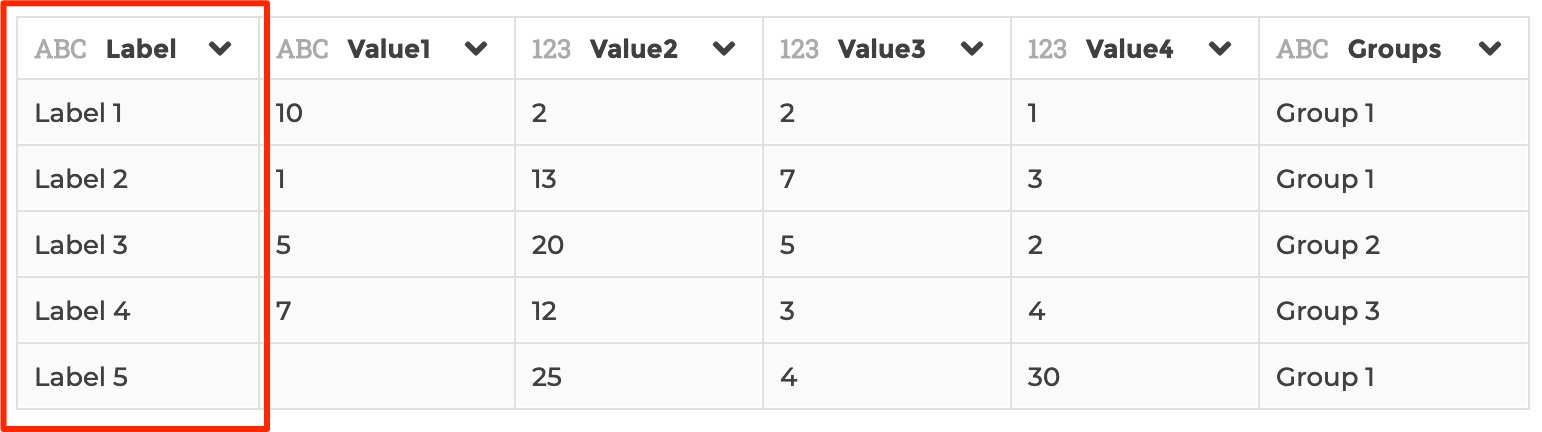 ABC Label ABC Value1 123 Value2 123 Value3 123 Value4 ABC Groups
Label 1 10 2 2 1 Group 1
Label 2 1 13 7 3 Group 1
Label 3 5 20 5 2 Group 2
Label 4 7 12 3 4 Group 3
Label 5 25 4 30 Group 1